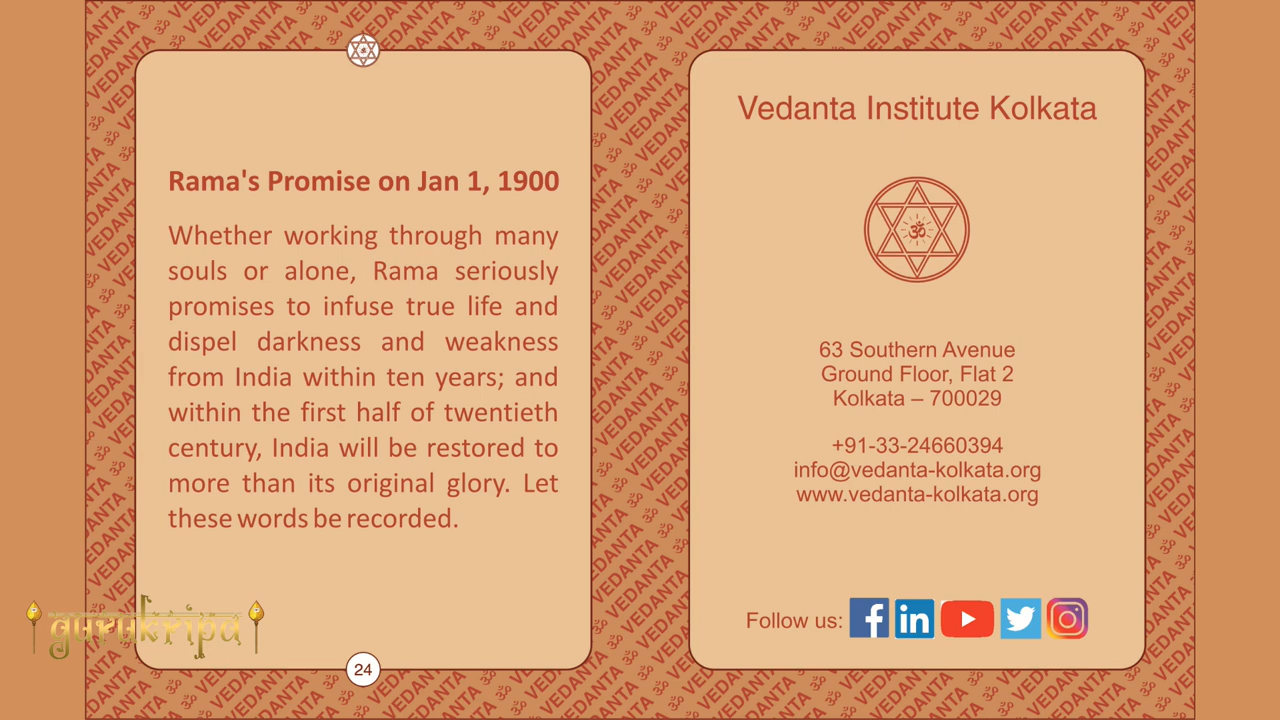 Rama's Promise on Jan 1, 1900
Whether working through many
souls or alone, Rama seriously
promises to infuse true life and
dispel darkness and weakness
from India within ten years; and
within the first half of twentieth
century, India will be restored to
more than its original glory. Let
these words be recorded.
24
gurukripa
Vedanta Institute Kolkata
ॐ
63 Southern Avenue
Ground Floor, Flat 2
Kolkata – 700029
+91-33-24660394
info@vedanta-kolkata.org
www.vedanta-kolkata.org
Follow us:
VEDANTA ॐ VEDANTA ॐ VEDANTA